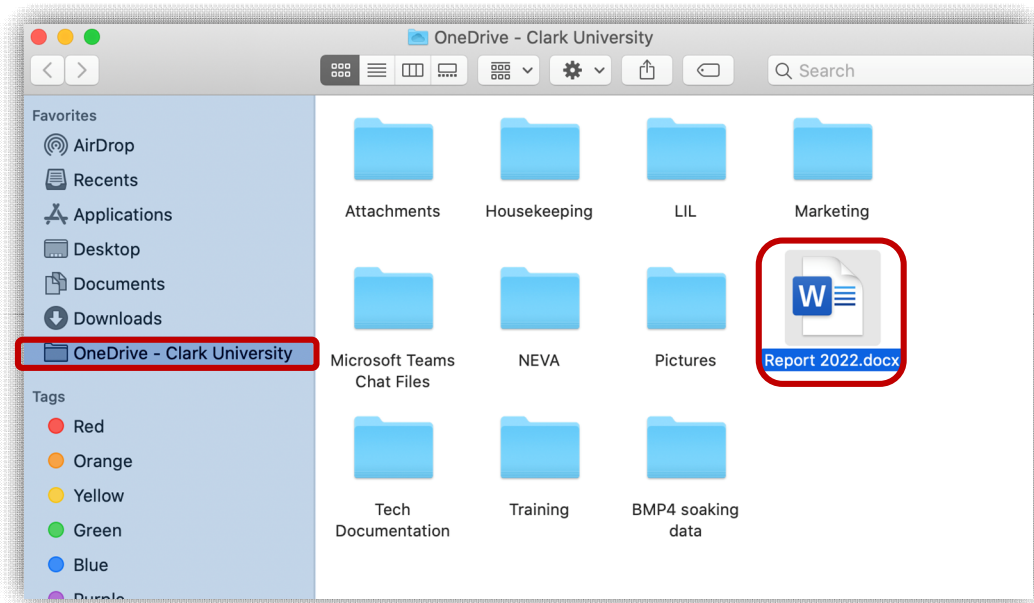 OneDrive - Clark University
Search
Favorites
AirDrop
Recents
Applications
Desktop
Documents
Downloads
OneDrive - Clark University
Tags
Red
Orange
Yellow
Green
Blue
Purple
Attachments
Housekeeping
LIL
Marketing
Microsoft Teams
Chat Files
NEVA
Pictures
W
Report 2022.docx
Tech
Documentation
Training
BMP4 soaking
data